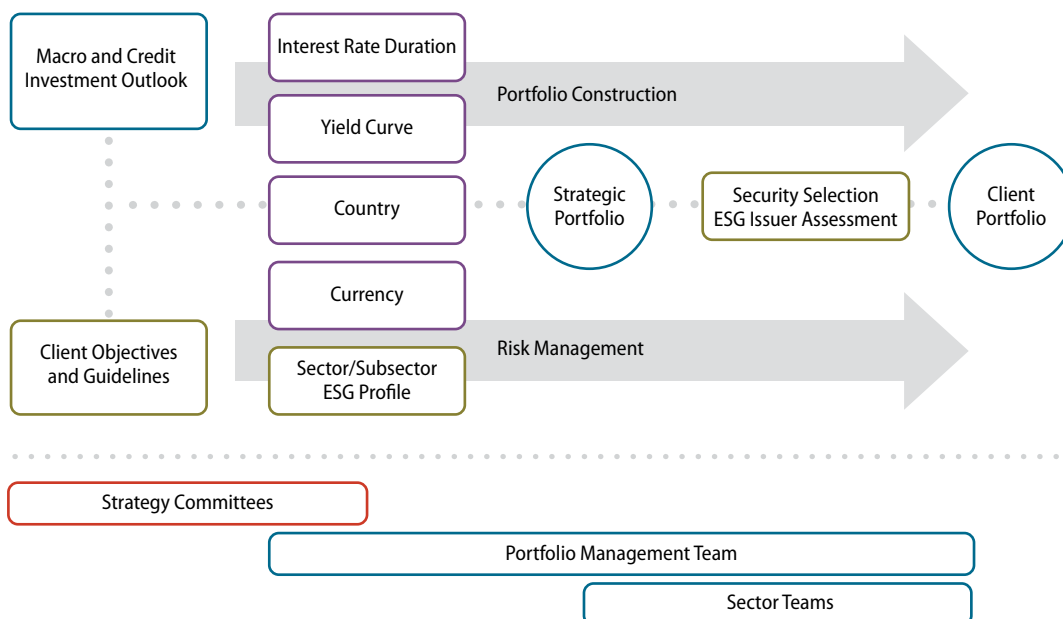 Macro and Credit
Investment Outlook
Interest Rate Duration
Portfolio Construction
Yield Curve
Country
Strategic
Portfolio
Security Selection
ESG Issuer Assessment
Client
Portfolio
Currency
Client Objectives
and Guidelines
Risk Management
Sector/Subsector
ESG Profile
Strategy Committees
Portfolio Management Team
Sector Teams